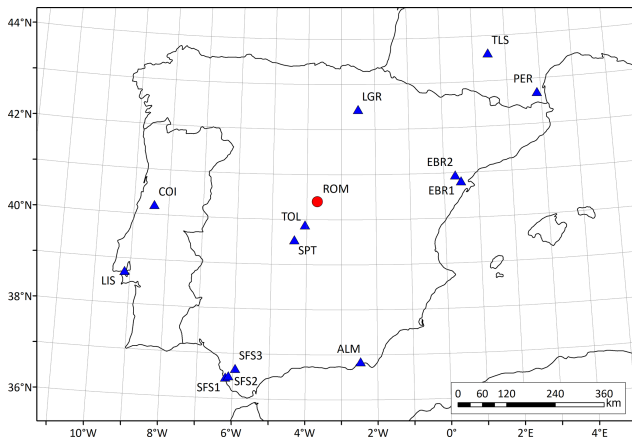 44°N
TLS
PER
LGR
42°N
EBR2
EBR1
COI
ROM
40°N
TOL
SPT
LIS
38°N
SFS3
ALM
SFS1
SFS2
36°N
0 60 120 240 360
km
10°W 8°W 6°W 4°W 2°W 0° 2°E 4°E